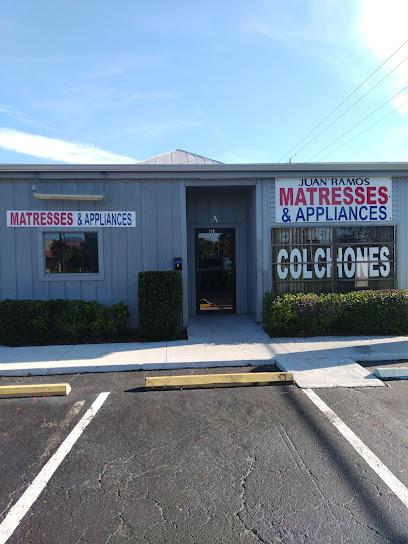 MATRESSES & APPLIANCES
A
JUAN RAMOS
MATRESSES
& APPLIANCES
COLCHONES